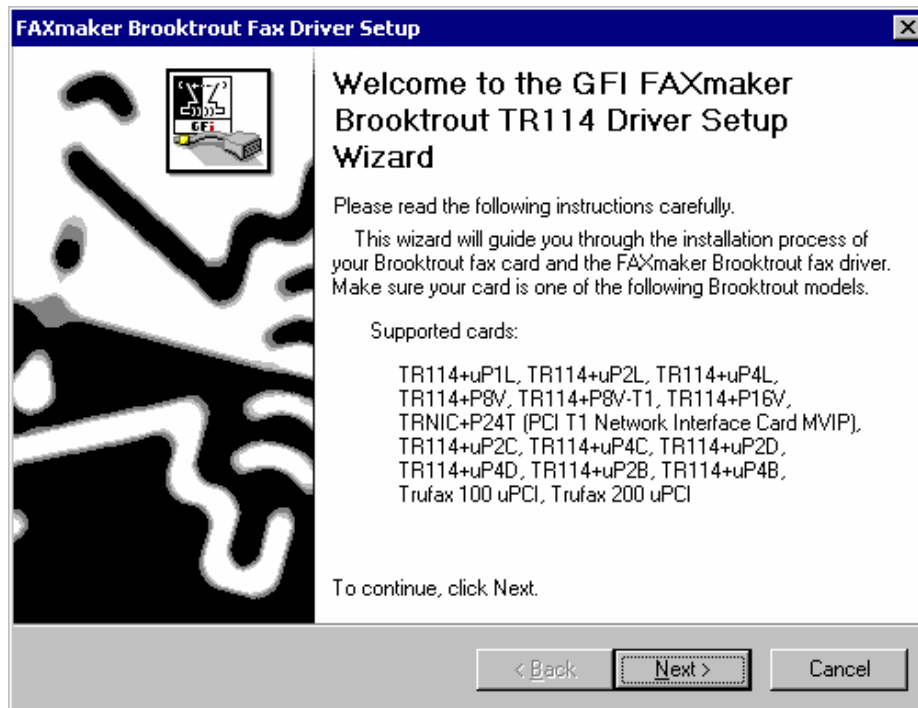 FAXmaker Brooktrout Fax Driver Setup
GFi
Welcome to the GFI FAXmaker
Brooktrout TR114 Driver Setup
Wizard
Please read the following instructions carefully.
This wizard will guide you through the installation process of
your Brooktrout fax card and the FAXmaker Brooktrout fax driver.
Make sure your card is one of the following Brooktrout models.
Supported cards:
TR114+uP1L, TR114+uP2L, TR114+uP4L,
TR114+P8V, TR114+P8V-T1, TR114+P16V,
TRNIC+P24T (PCI T1 Network Interface Card MVIP),
TR114+uP2C, TR114+uP4C, TR114+uP2D,
TR114+uP4D, TR114+uP2B, TR114+uP4B,
Trufax 100 uPCI, Trufax 200 uPCI
To continue, click Next.
< Back Next > Cancel